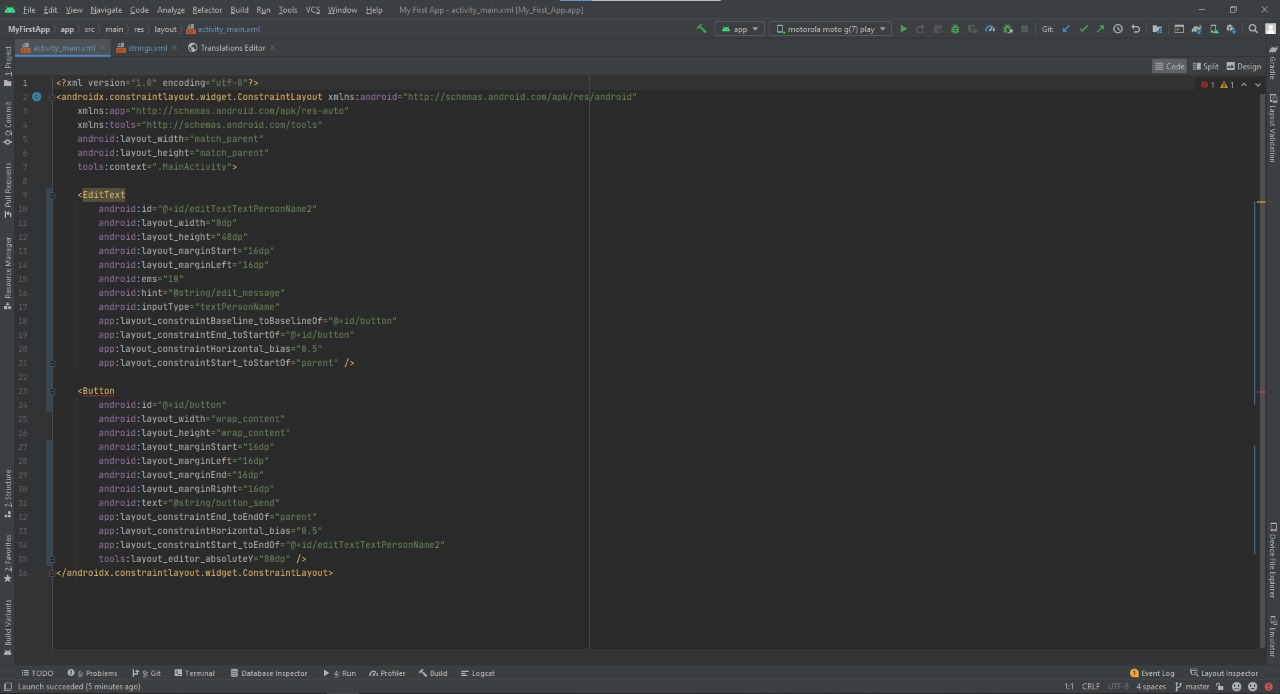 File Edit View Navigate Code Analyze Refactor Build Run Tools VCS Window Help My First App - activity_main.xml [My_First_App.app]
MyFirstApp app src main res layout activity_main.xml app motorola moto g(7) play Git:
activity_main.xml strings.xml Translations Editor
Code Split Design
1 1
1 <?xml version="1.0" encoding="utf-8"?>
2 <androidx.constraintlayout.widget.ConstraintLayout xmlns:android="http://schemas.android.com/apk/res/android"
3 xmlns:app="http://schemas.android.com/apk/res-auto"
4 xmlns:tools="http://schemas.android.com/tools"
5 android:layout_width="match_parent"
6 android:layout_height="match_parent"
7 tools:context=".MainActivity">
8
9 <EditText
10 android:id="@+id/editTextTextPersonName2"
11 android:layout_width="0dp"
12 android:layout_height="48dp"
13 android:layout_marginStart="16dp"
14 android:layout_marginLeft="16dp"
15 android:ems="10"
16 android:hint="@string/edit_message"
17 android:inputType="textPersonName"
18 app:layout_constraintBaseline_toBaselineOf="@+id/button"
19 app:layout_constraintEnd_toStartOf="@+id/button"
20 app:layout_constraintHorizontal_bias="0.5"
21 app:layout_constraintStart_toStartOf="parent" />
22
23 <Button
24 android:id="@+id/button"
25 android:layout_width="wrap_content"
26 android:layout_height="wrap_content"
27 android:layout_marginStart="16dp"
28 android:layout_marginLeft="16dp"
29 android:layout_marginEnd="16dp"
30 android:layout_marginRight="16dp"
31 android:text="@string/button_send"
32 app:layout_constraintEnd_toEndOf="parent"
33 app:layout_constraintHorizontal_bias="0.5"
34 app:layout_constraintStart_toEndOf="@+id/editTextTextPersonName2"
35 tools:layout_editor_absoluteY="80dp" />
36 </androidx.constraintlayout.widget.ConstraintLayout>
1: Project
0: Commit
Pull Requests
Resource Manager
7: Structure
2: Favorites
Build Variants
Gradle
Layout Validation
Device File Explorer
Emulator
TODO 6: Problems 9: Git Terminal Database Inspector 4: Run Profiler Build Logcat 1 Event Log Layout Inspector
Launch succeeded (5 minutes ago) 1:1 CRLF UTF-8 4 spaces master